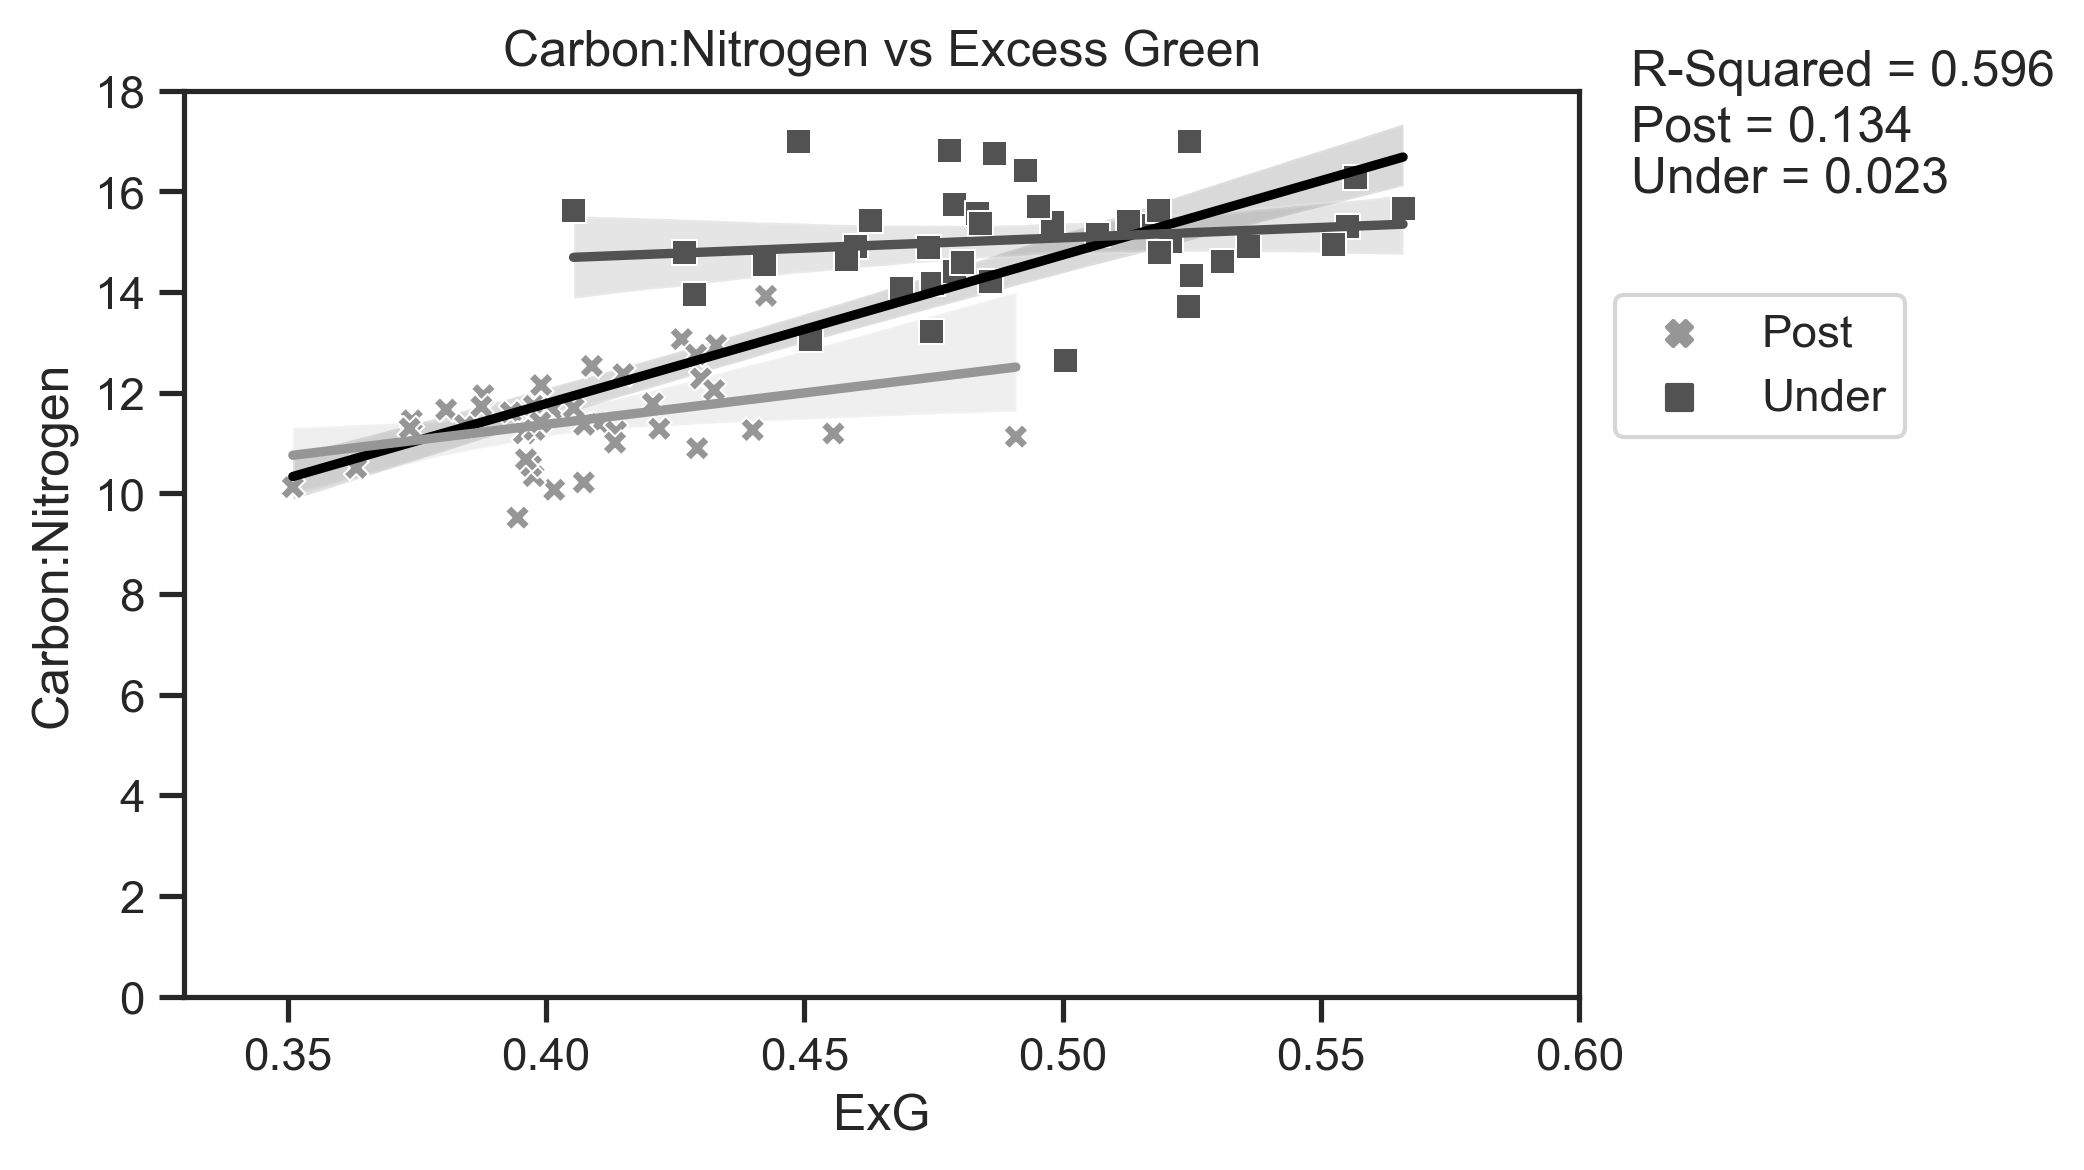 Carbon:Nitrogen vs Excess Green
R-Squared = 0.596
Post = 0.134
Under = 0.023
Carbon:Nitrogen
18
16
14
12
10
8
6
4
2
0
Post
Under
0.35 0.40 0.45 0.50 0.55 0.60
ExG